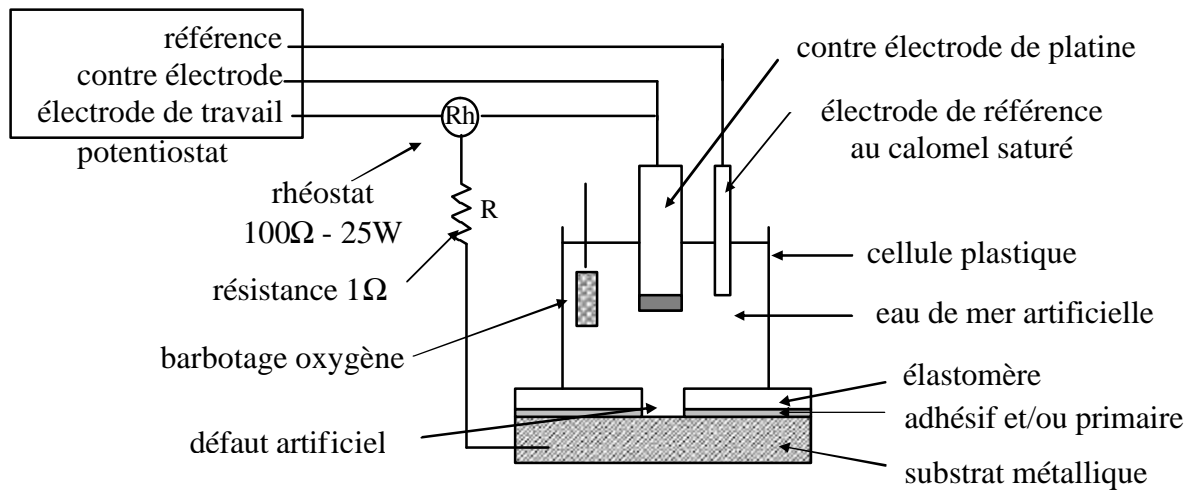 référence
contre électrode
électrode de travail
potentiostat
Rh
rhéostat
100Ω - 25W
R
résistance 1Ω
barbotage oxygène
défaut artificiel
contre électrode de platine
électrode de référence
au calomel saturé
cellule plastique
eau de mer artificielle
élastomère
adhésif et/ou primaire
substrat métallique